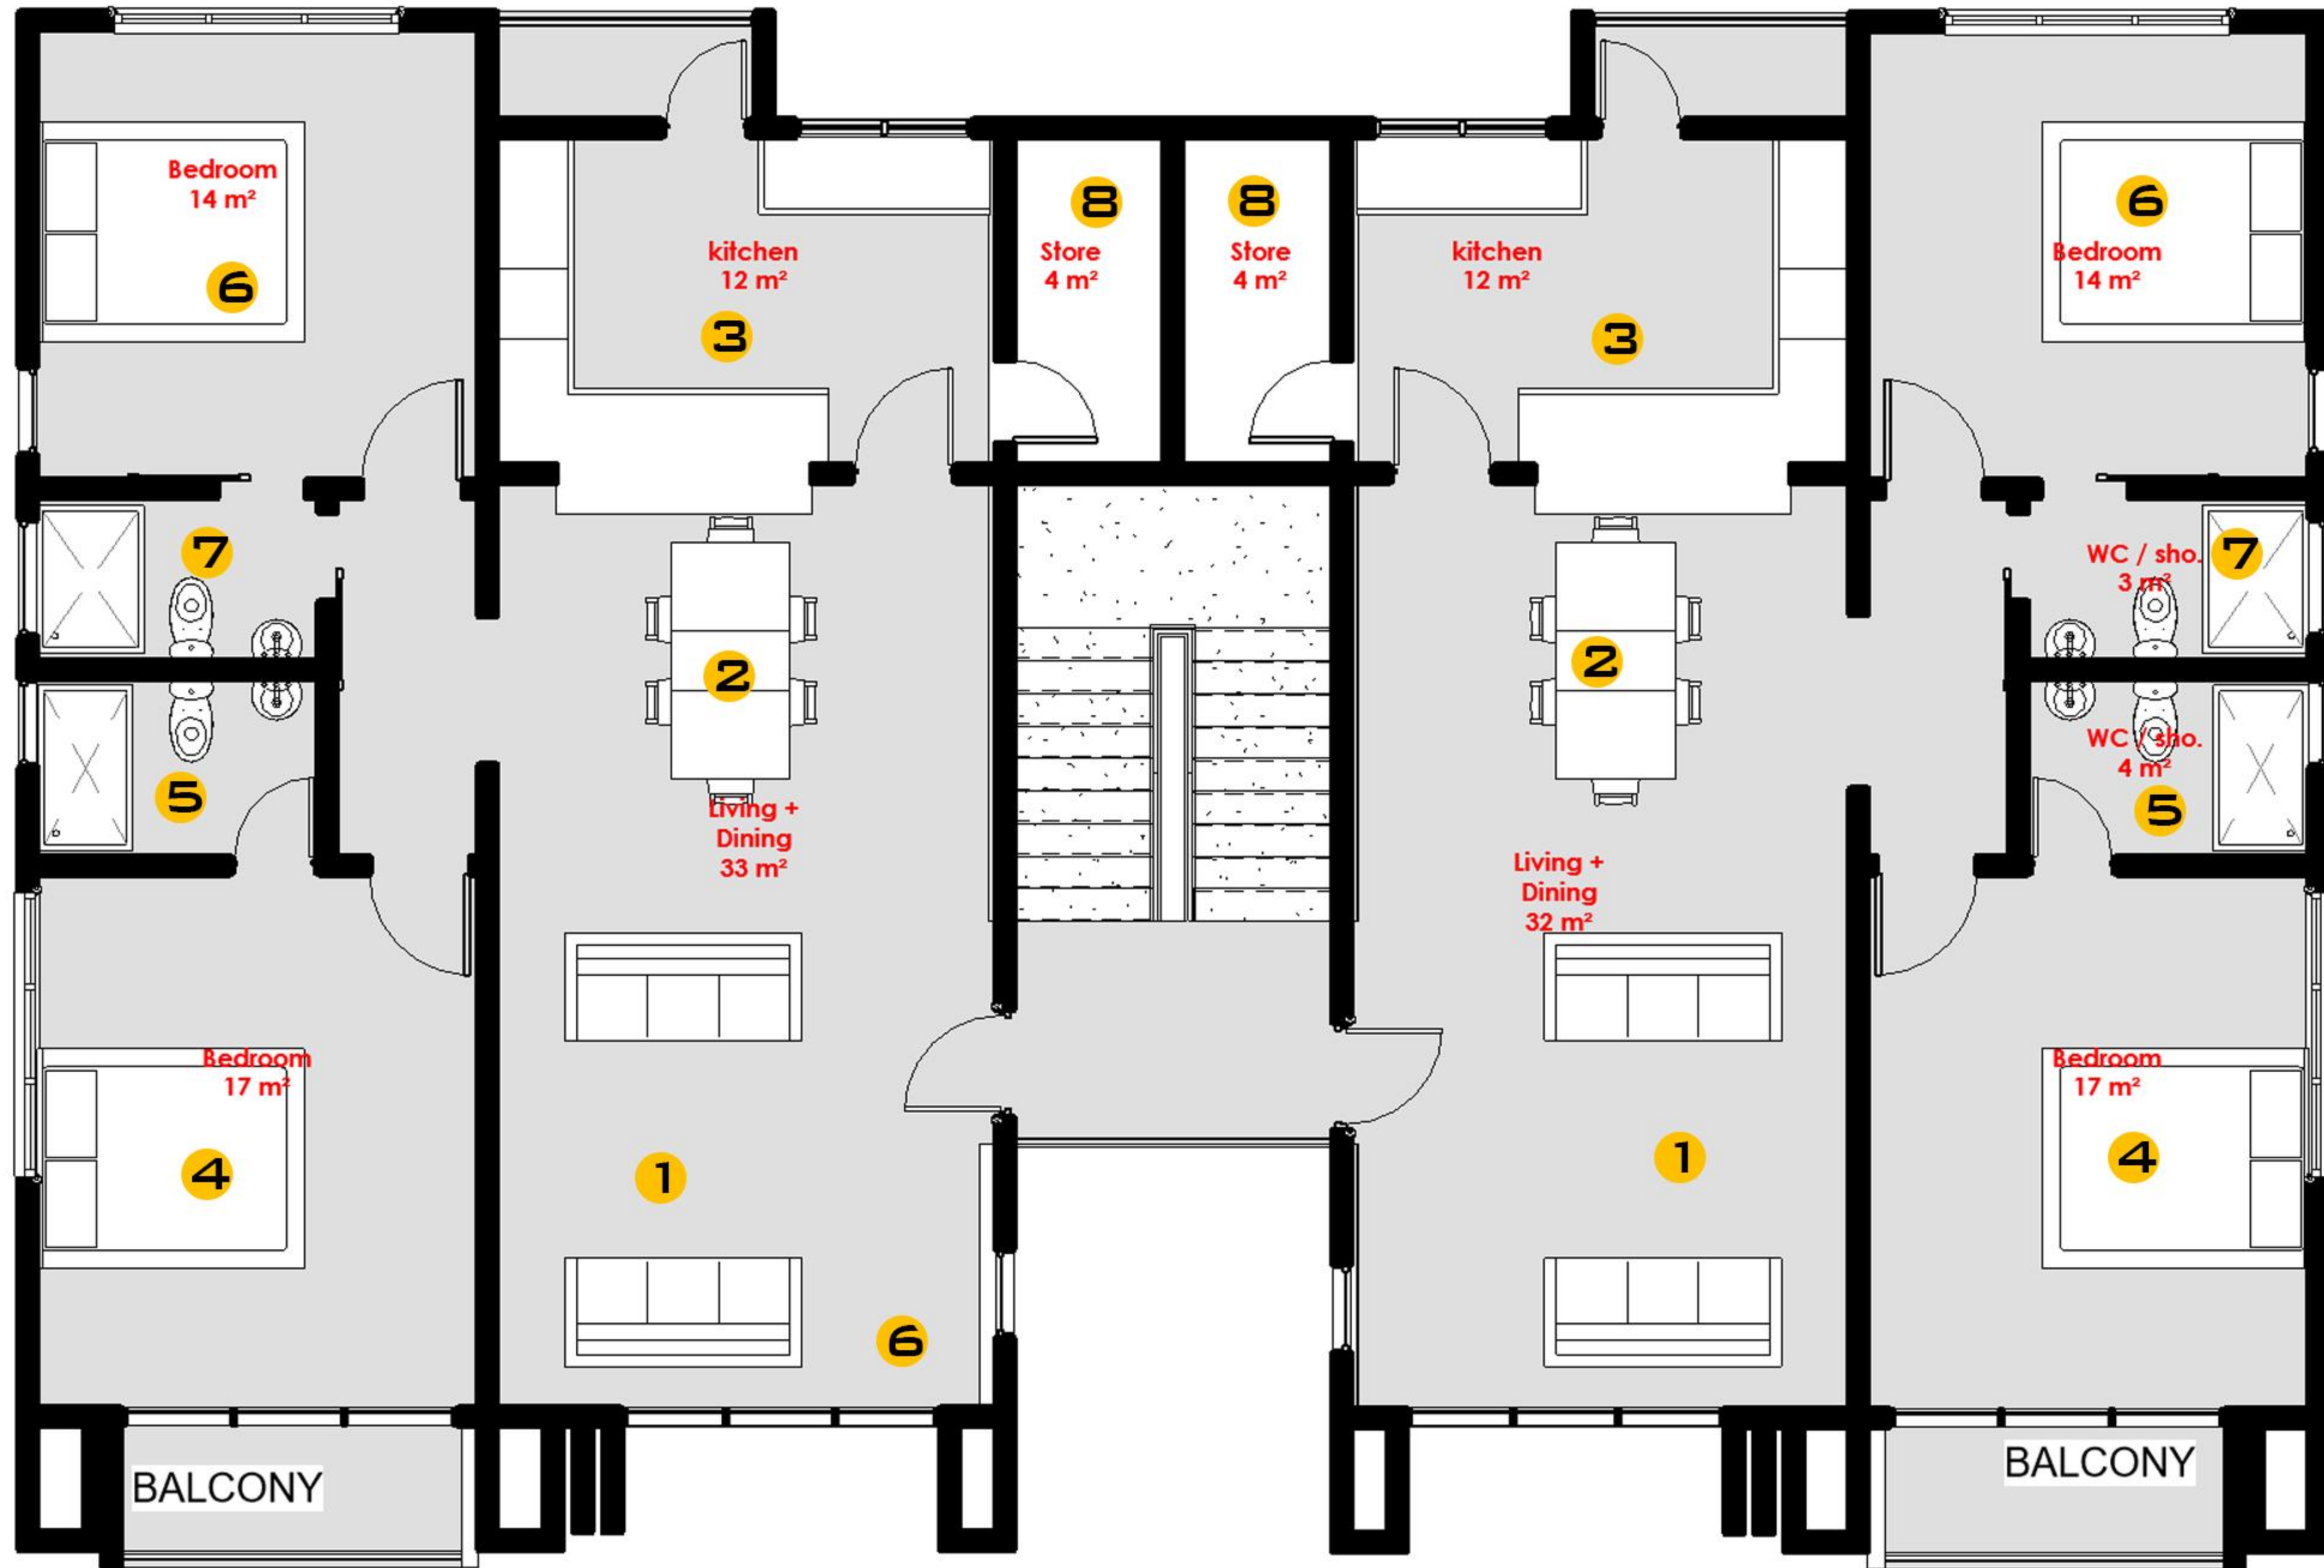 Bedroom
14 m²
6
kitchen
12 m²
3
8
Store
4 m²
8
Store
4 m²
kitchen
12 m²
3
6
Bedroom
14 m²
7
5
2
Living +
Dining
33 m²
2
Living +
Dining
32 m²
WC / sho.
3 m²
7
WC / sho.
4 m²
5
Bedroom
17 m²
4
1
6
1
Bedroom
17 m²
4
BALCONY
BALCONY